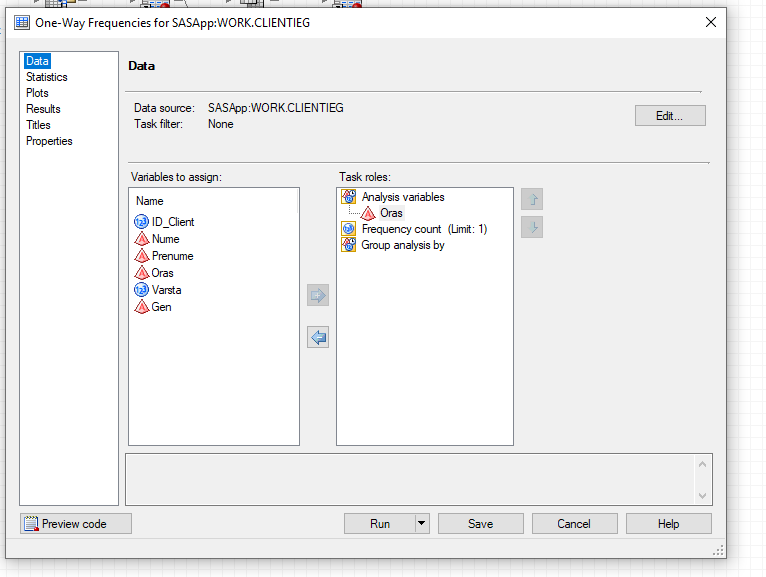 One-Way Frequencies for SASApp:WORK.CLIENTIEG
Data
Statistics
Plots
Results
Titles
Properties
Data
Data source: SASApp:WORK.CLIENTIEG
Task filter: None
Edit...
Variables to assign:
Name
ID_Client
Nume
Prenume
Oras
Varsta
Gen
Task roles:
Analysis variables
Oras
Frequency count (Limit: 1)
Group analysis by
Preview code
Run
Save
Cancel
Help